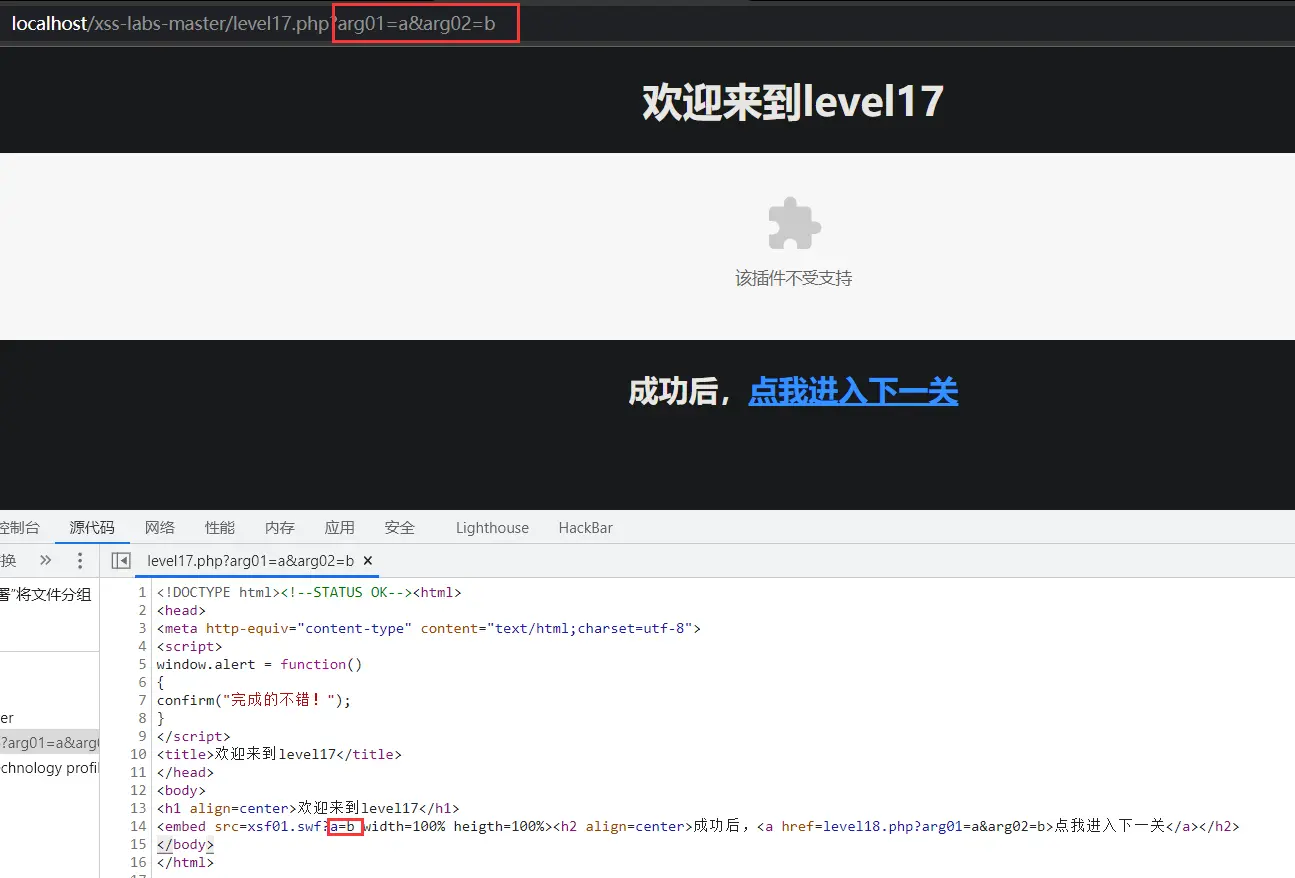 localhost/xss-labs-master/level17.php?arg01=a&arg02=b
欢迎来到level17
该插件不受支持
成功后，点我进入下一关
控制台 源代码 网络 性能 内存 应用 安全 Lighthouse HackBar
换 » level17.php?arg01=a&arg02=b ×
署”将文件分组
er
?arg01=a&arg
echnology profil
1 <!DOCTYPE html><!--STATUS OK--><html>
2 <head>
3 <meta http-equiv="content-type" content="text/html;charset=utf-8">
4 <script>
5 window.alert = function()
6 {
7 confirm("完成的不错！");
8 }
9 </script>
10 <title>欢迎来到level17</title>
11 </head>
12 <body>
13 <h1 align=center>欢迎来到level17</h1>
14 <embed src=xsf01.swf?a=b width=100% heigth=100%><h2 align=center>成功后，<a href=level18.php?arg01=a&arg02=b>点我进入下一关</a></h2>
15 </body>
16 </html>